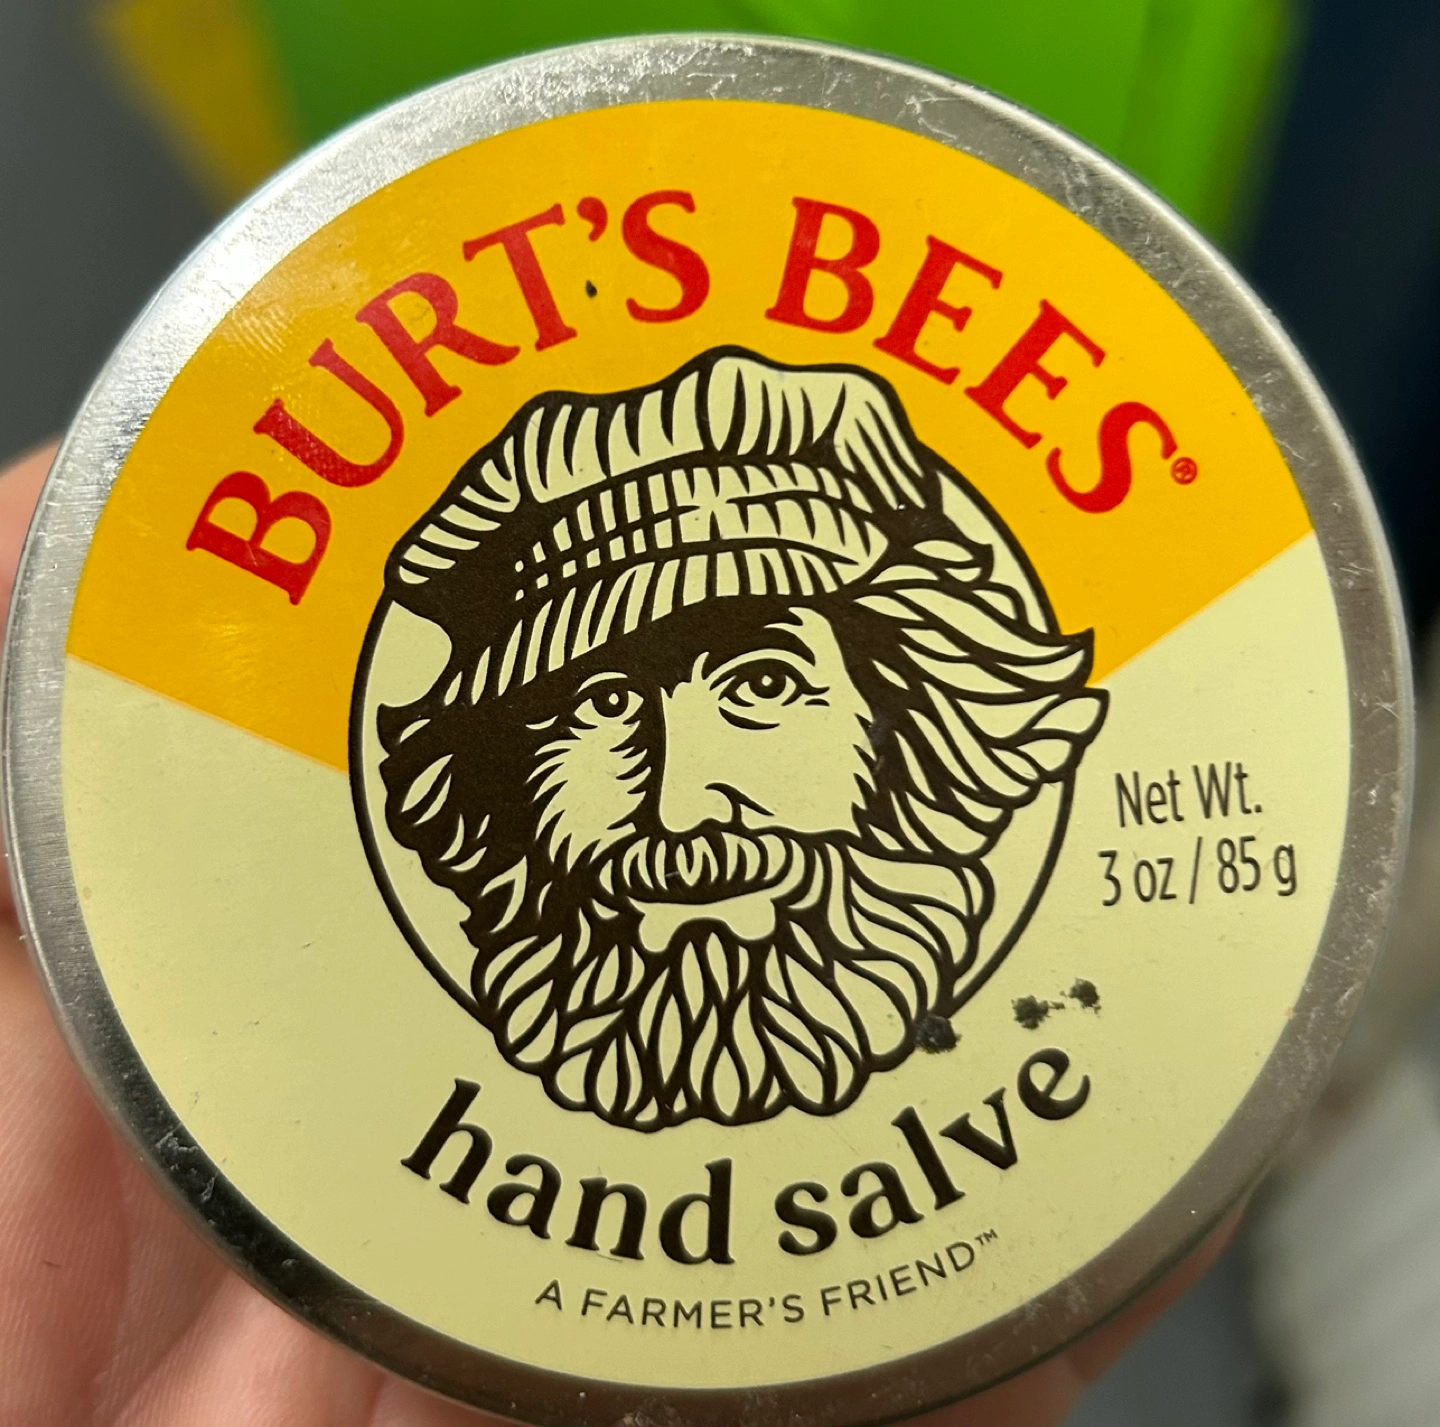 BURT'S BEES®
Net Wt.
3 oz / 85 g
hand salve
A FARMER'S FRIEND™